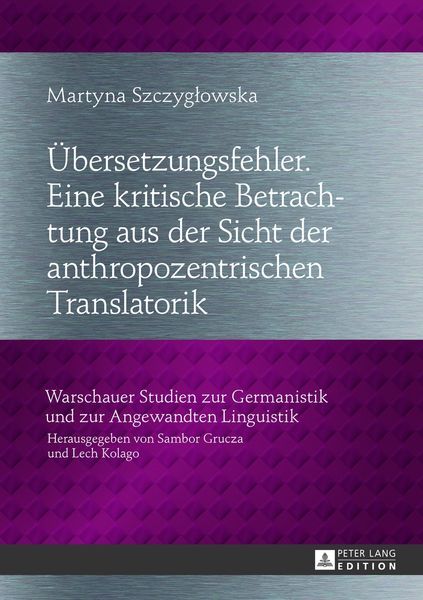 Martyna Szczygłowska
Übersetzungsfehler.
Eine kritische Betrach-
tung aus der Sicht der
anthropozentrischen
Translatorik
Warschauer Studien zur Germanistik
und zur Angewandten Linguistik
Herausgegeben von Sambor Grucza
und Lech Kolago
PETER LANG
EDITION